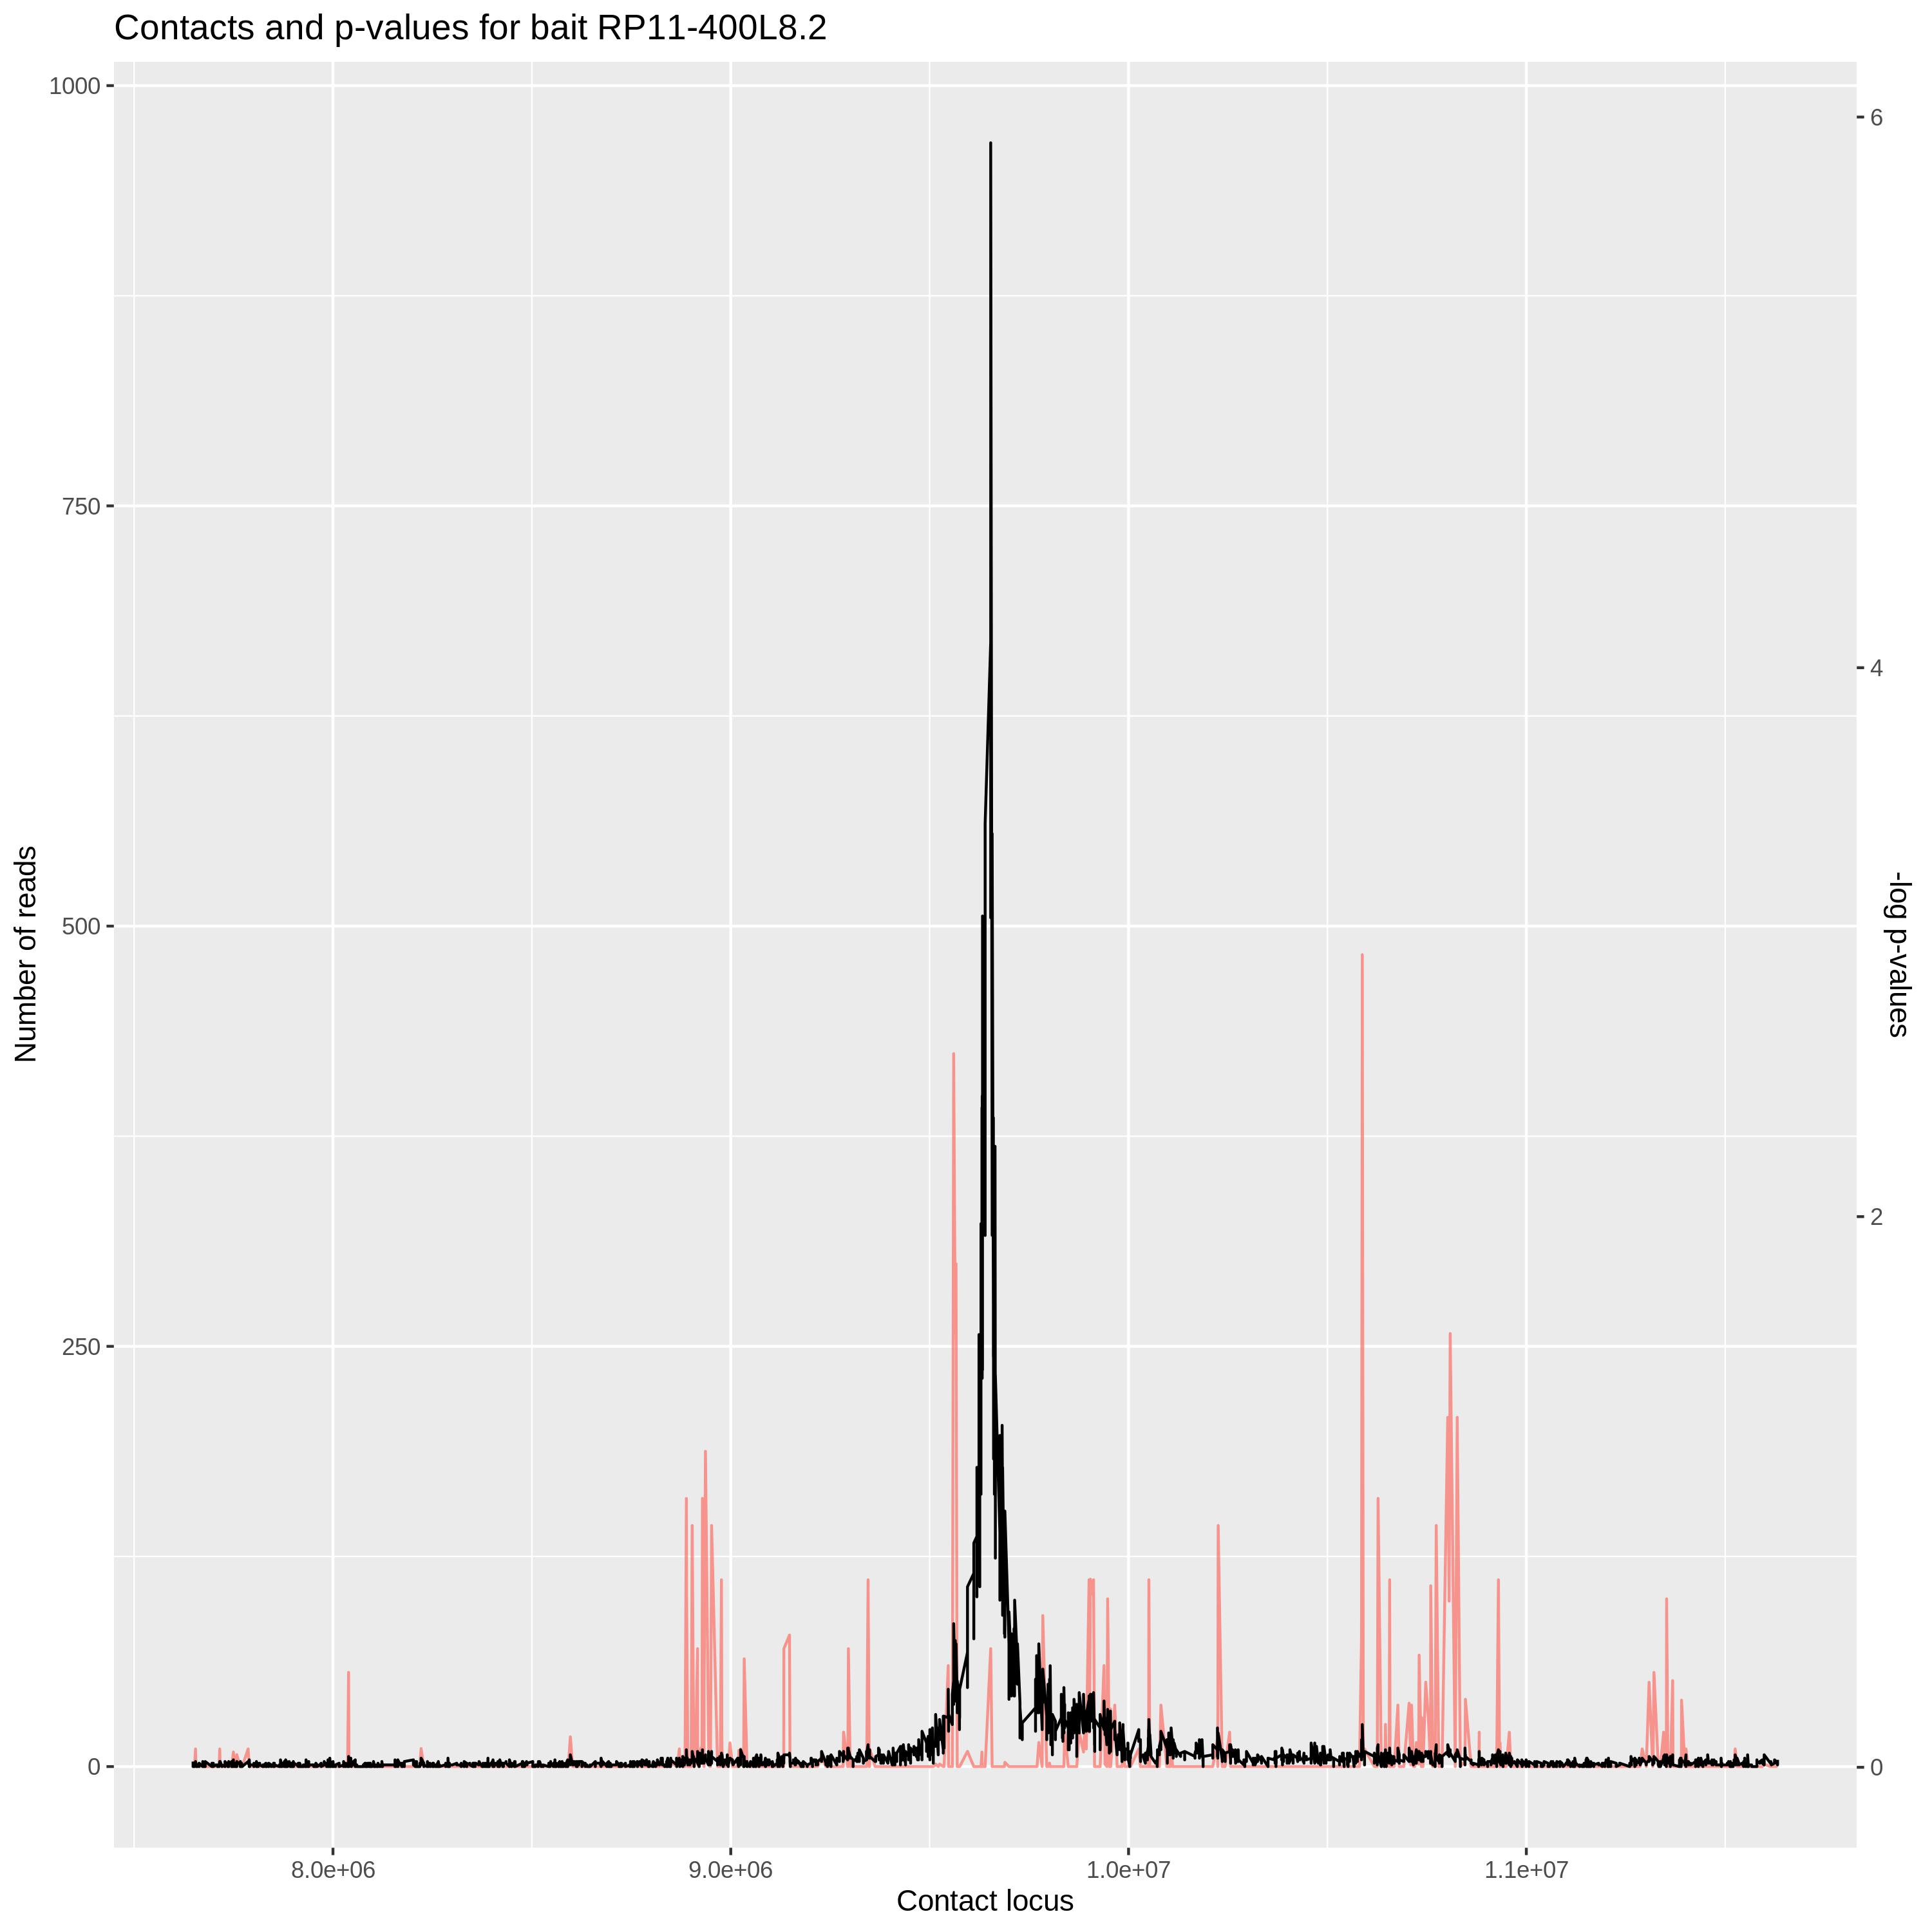 Contacts and p-values for bait RP11-400L8.2
1000
750
500
250
0
Number of reads
6
4
2
0
-log p-values
8.0e+06
9.0e+06
1.0e+07
1.1e+07
Contact locus